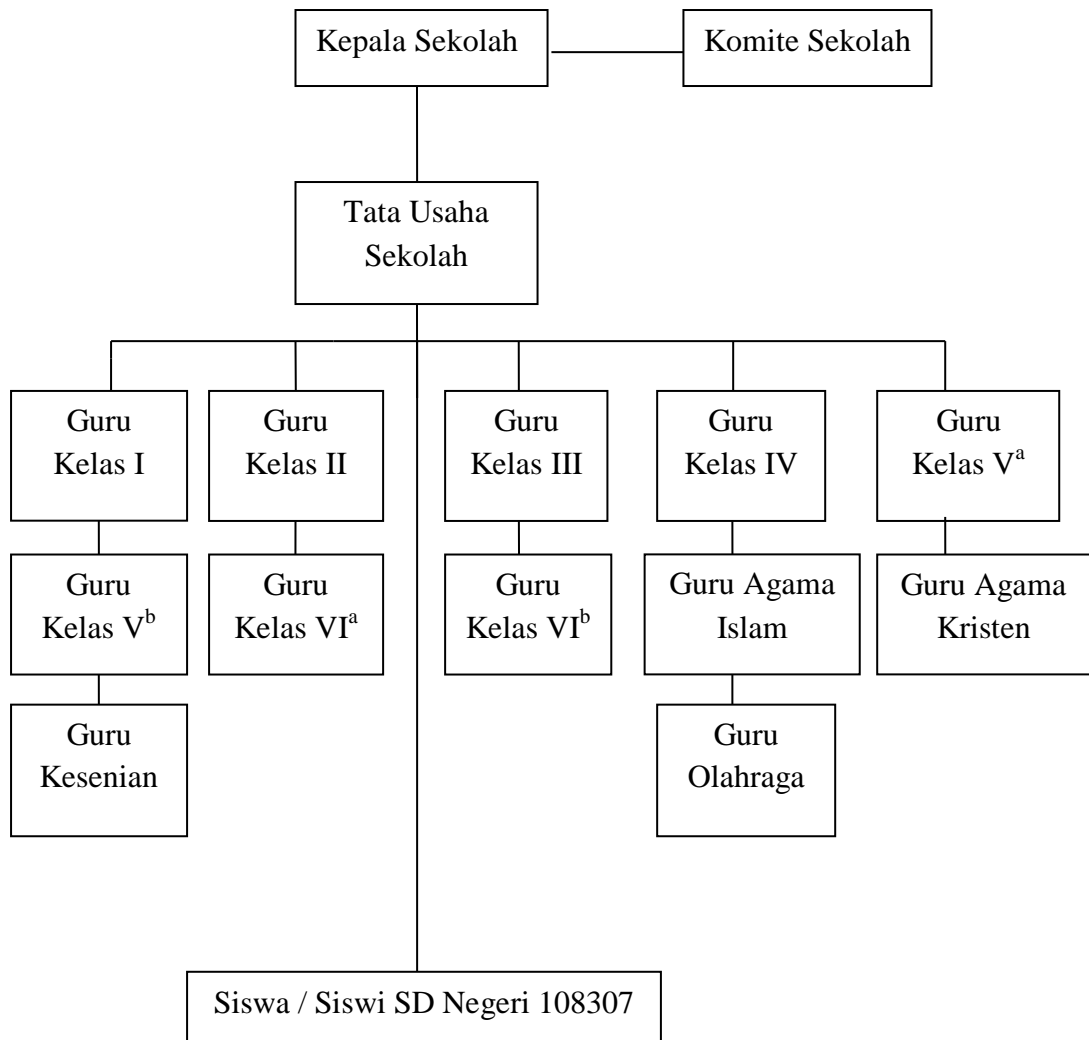 Kepala Sekolah
Komite Sekolah
Tata Usaha
Sekolah
Guru
Kelas I
Guru
Kelas II
Guru
Kelas III
Guru
Kelas IV
Guru
Kelas Vᵃ
Guru
Kelas Vᵇ
Guru
Kelas VIᵃ
Guru
Kelas VIᵇ
Guru Agama
Islam
Guru Agama
Kristen
Guru
Kesenian
Guru
Olahraga
Siswa / Siswi SD Negeri 108307